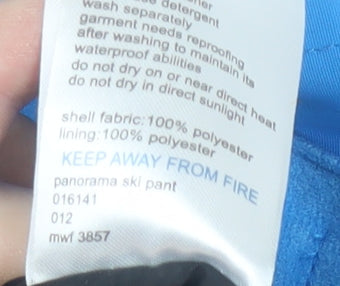 detergent
wash separately
garment needs reproofing
after washing to maintain its
waterproof abilities
do not dry on or near direct heat
do not dry in direct sunlight
shell fabric:100% polyester
lining:100% polyester
KEEP AWAY FROM FIRE
panorama ski pant
016141
012
mwf 3857